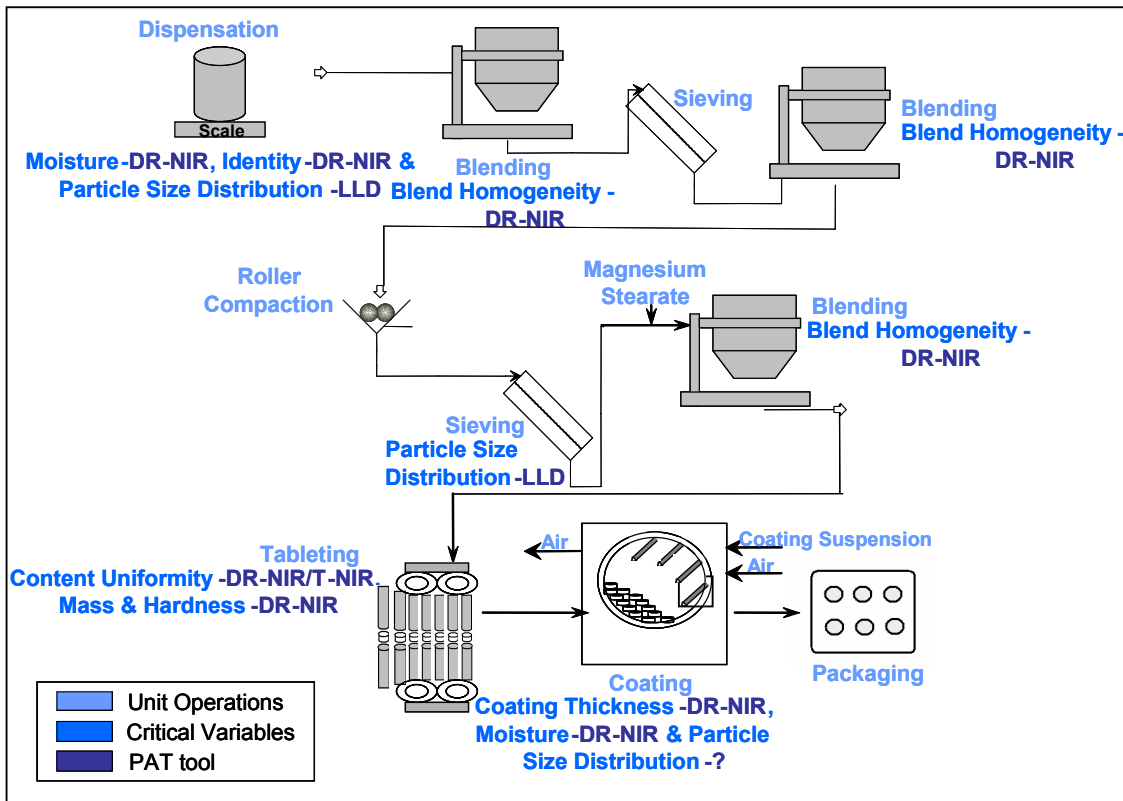 Dispensation
Scale
Moisture-DR-NIR, Identity-DR-NIR &
Particle Size Distribution -LLD
Blending
Blend Homogeneity -
DR-NIR
Sieving
Blending
Blend Homogeneity -
DR-NIR
Roller
Compaction
Sieving
Particle Size
Distribution -LLD
Magnesium
Stearate
Blending
Blend Homogeneity -
DR-NIR
Tableting
Content Uniformity -DR-NIR/T-NIR,
Mass & Hardness -DR-NIR
Air
Coating Suspension
Air
Coating
Coating Thickness -DR-NIR,
Moisture-DR-NIR & Particle
Size Distribution -?
Packaging
Unit Operations
Critical Variables
PAT tool